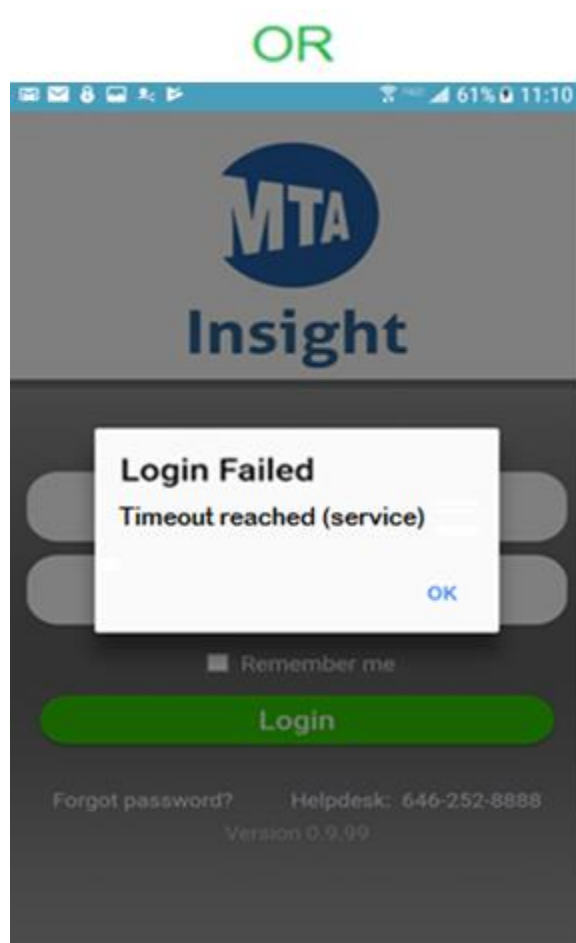 OR
61% 11:10
MTA
Insight
Login Failed
Timeout reached (service)
OK
Remember me
Login
Forgot password? Helpdesk: 646-252-8888
Version 0.9.99